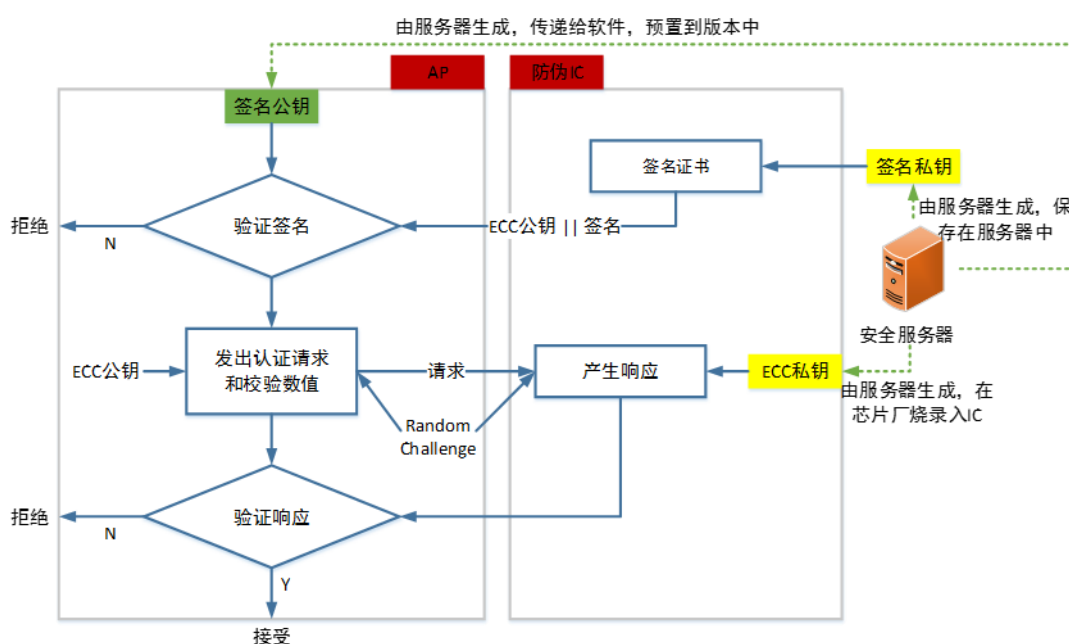 由服务器生成，传递给软件，预置到版本中
AP
防伪IC
签名公钥
签名证书
签名私钥
由服务器生成，保
存在服务器中
验证签名
ECC公钥 || 签名
拒绝
N
安全服务器
发出认证请求
和校验数值
ECC公钥
请求
产生响应
ECC私钥
由服务器生成，在
芯片厂烧录入IC
Random
Challenge
验证响应
拒绝
N
Y
接受